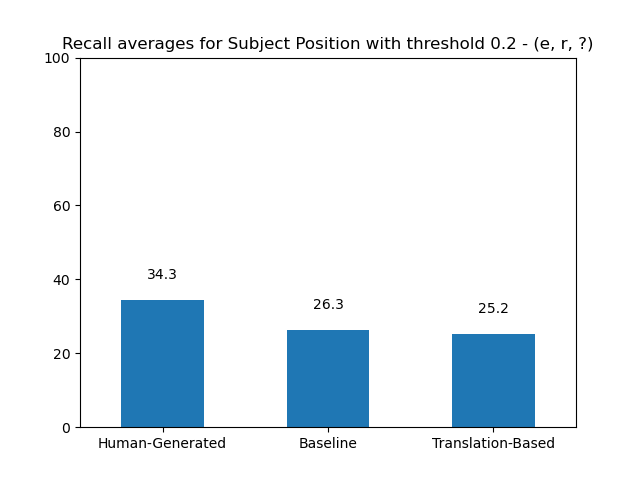 Recall averages for Subject Position with threshold 0.2 - (e, r, ?)
100
80
60
40
20
0
34.3
26.3
25.2
Human-Generated
Baseline
Translation-Based